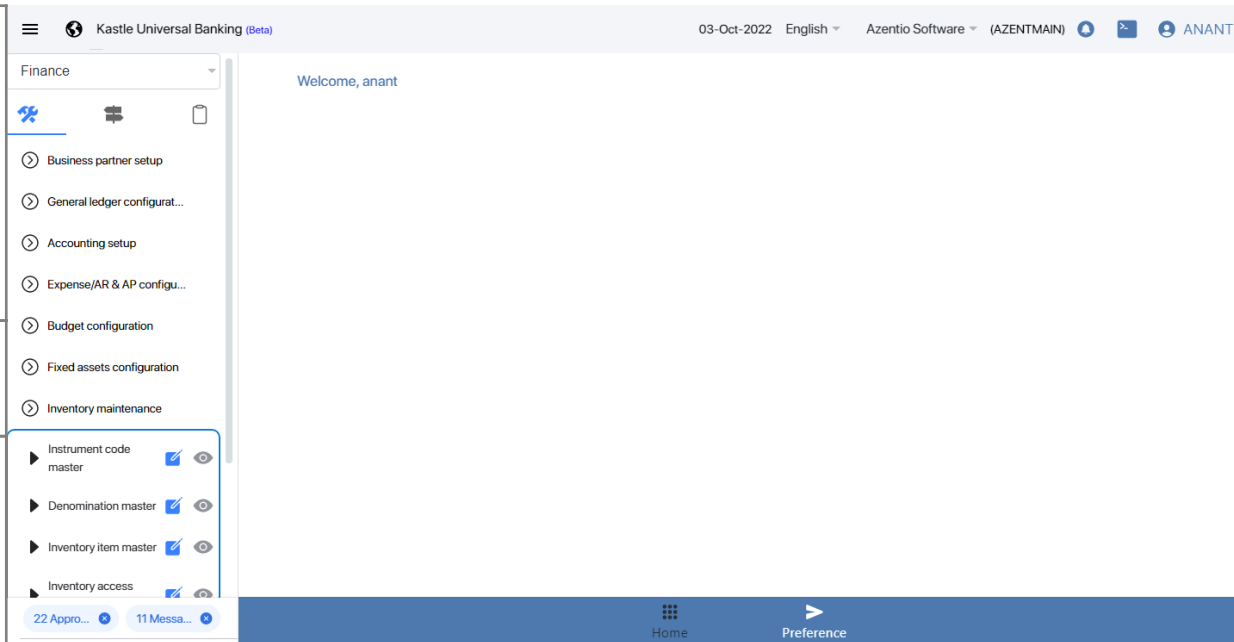 Kastle Universal Banking (Beta)
03-Oct-2022 English Azentio Software (AZENTMAIN) ANANT
Finance
Welcome, anant
Business partner setup
General ledger configurat...
Accounting setup
Expense/AR & AP configu...
Budget configuration
Fixed assets configuration
Inventory maintenance
Instrument code
master
Denomination master
Inventory item master
Inventory access
22 Appro... 11 Messa...
Home Preference